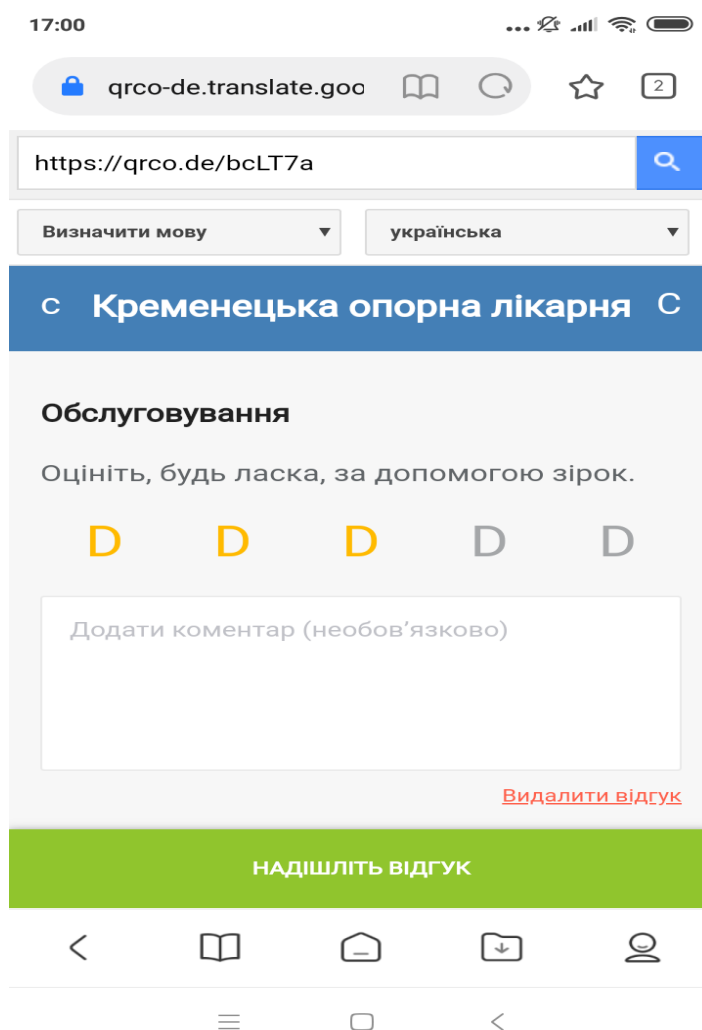 17:00
qrco-de.translate.goo
2
https://qrco.de/bcLT7a
Визначити мову
українська
с Кременецька опорна лікарня С
Обслуговування
Оцініть, будь ласка, за допомогою зірок.
D D D D D
Додати коментар (необов’язково)
Видалити відгук
НАДІШЛІТЬ ВІДГУК